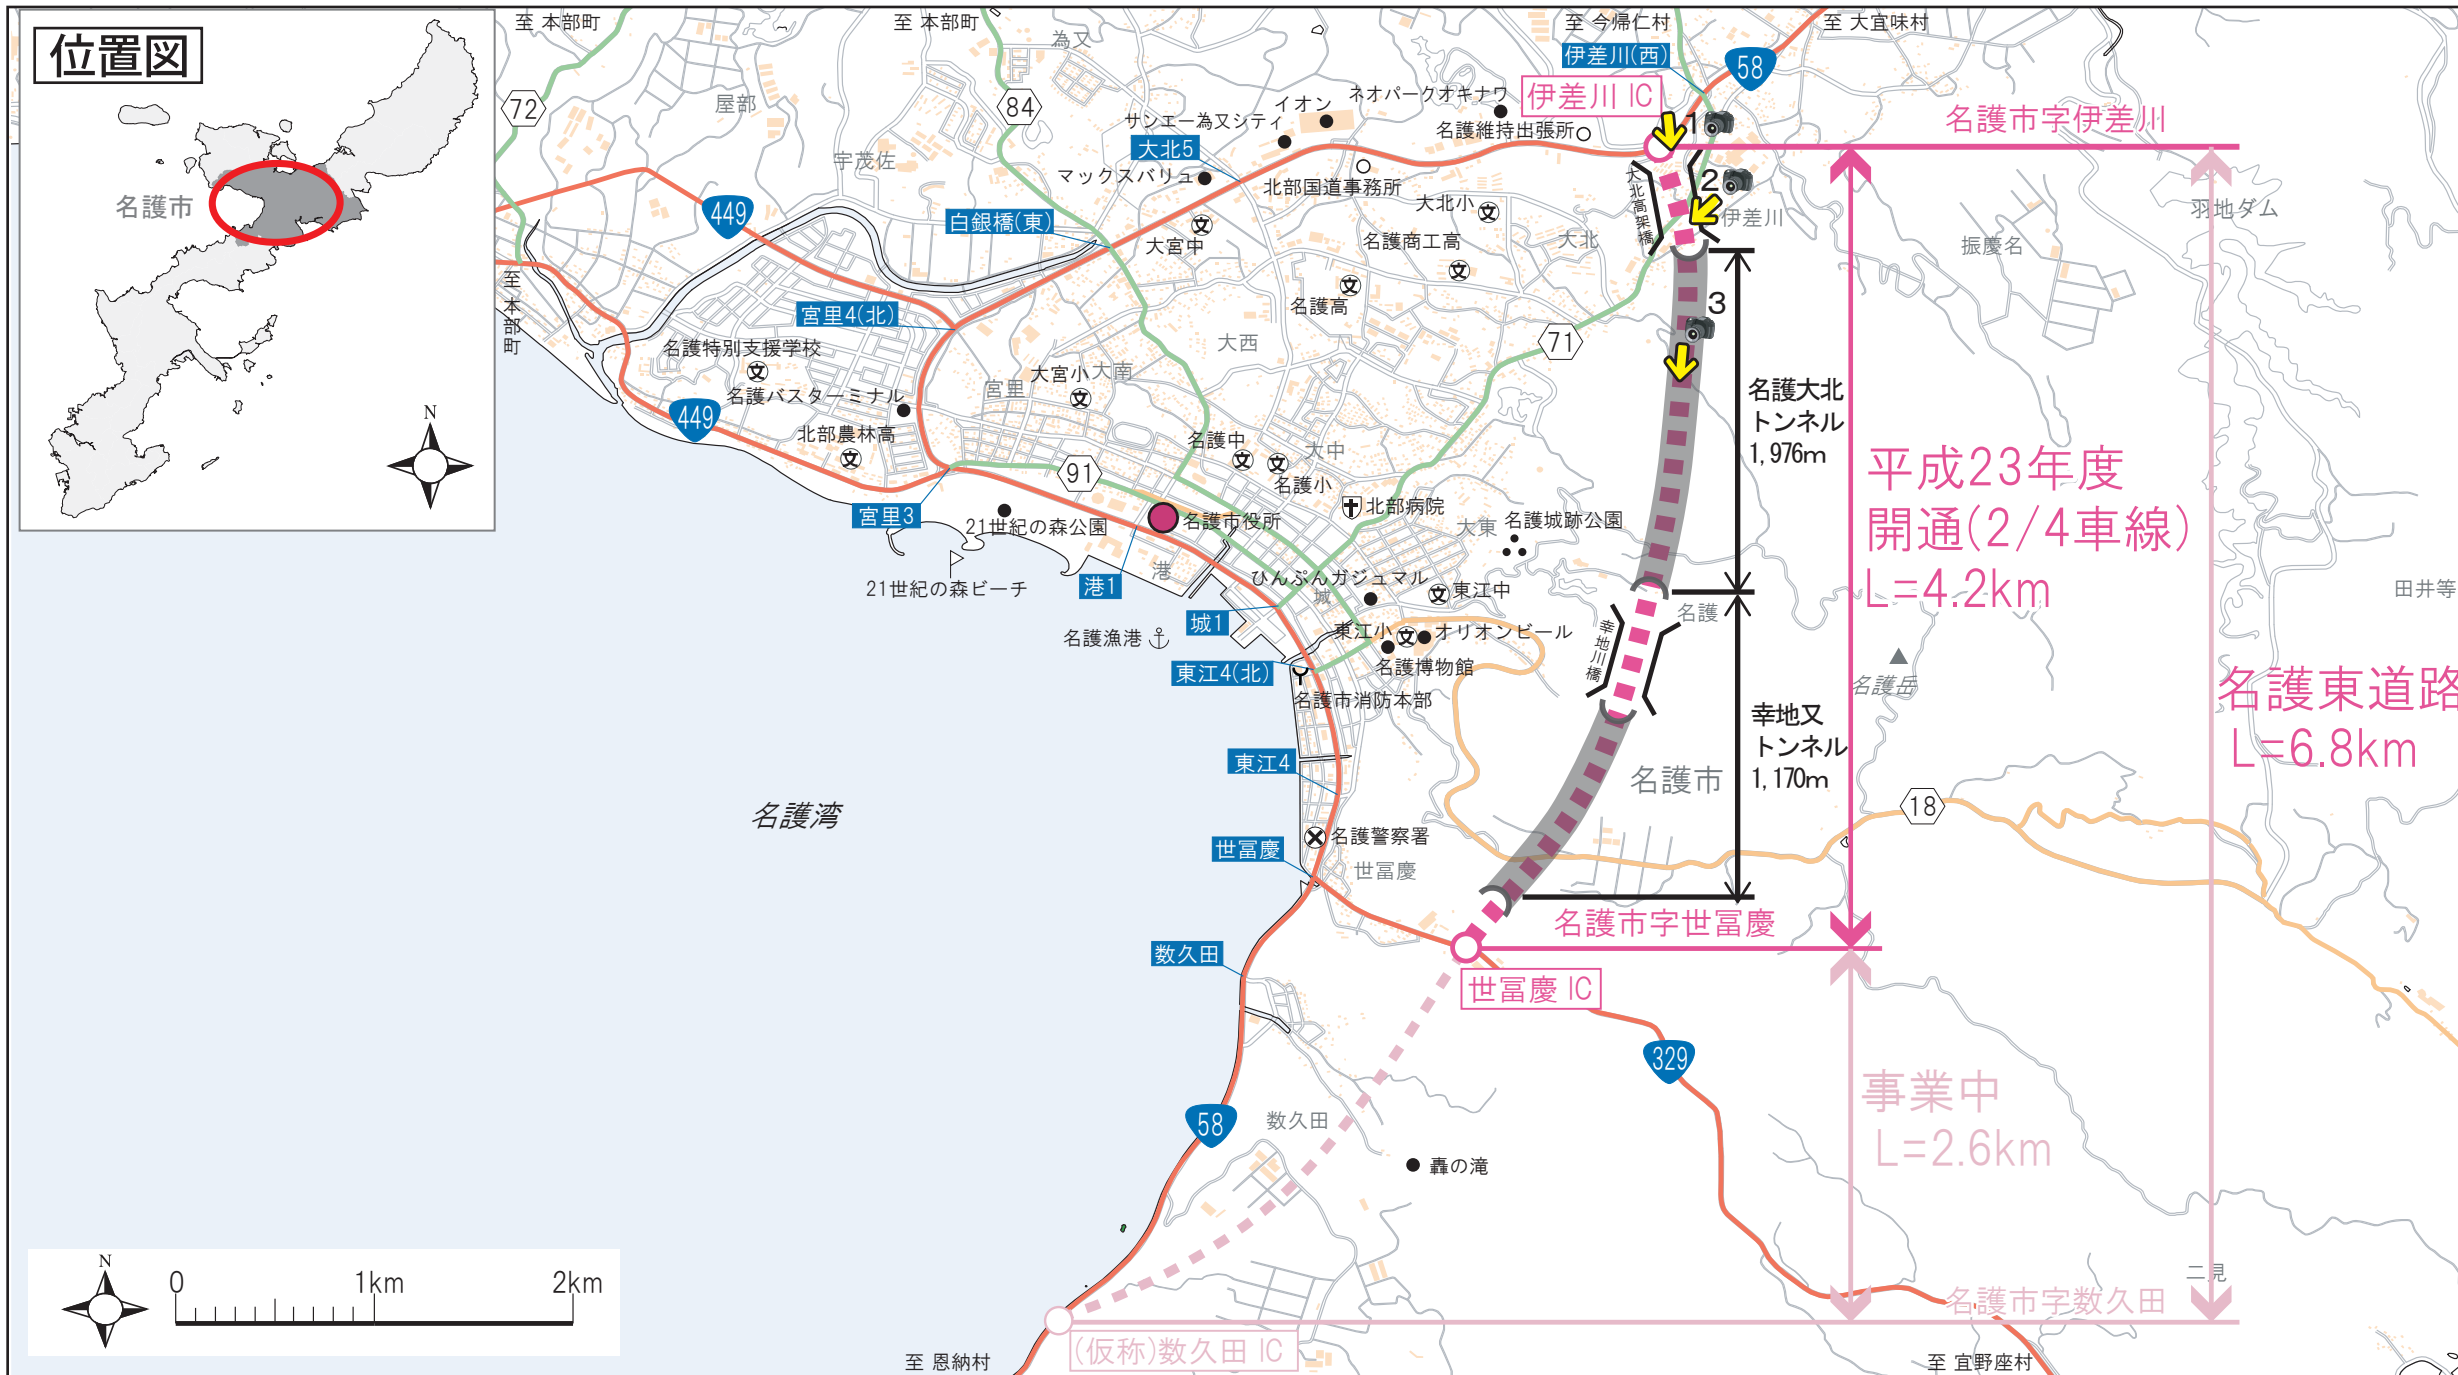 位置図
名護市
N
至 本部町
至 本部町
至 今帰仁村
至 大宜味村
伊差川(西)
58
伊差川 IC
名護市字伊差川
為又
72
84
屋部
イオン
ネオパークオキナワ
サンエー為又シティ
名護維持出張所
1
大北5
宇茂佐
マックスバリュ
北部国道事務所
大北高架橋
2
449
白銀橋(東)
大宮中
大北小
名護商工高
大北
伊差川
羽地ダム
振慶名
至 本部町
宮里4(北)
名護高
3
名護特別支援学校
大西
71
大宮小
大南
宮里
名護バスターミナル
449
名護大北
トンネル
1,976m
北部農林高
名護中
大中
91
名護小
平成23年度
開通(2/4車線)
L=4.2km
宮里3
21世紀の森公園
名護市役所
北部病院
大東
名護城跡公園
港
21世紀の森ビーチ
港1
ひんぷんガジュマル
城
東江中
名護
田井等
名護漁港
城1
東江小
オリオンビール
幸地川橋
東江4(北)
名護博物館
名護岳
名護市消防本部
名護東道路
L=6.8km
幸地又
トンネル
1,170m
東江4
名護市
名護湾
18
世冨慶
名護警察署
世冨慶
名護市字世冨慶
数久田
世冨慶 IC
329
事業中
L=2.6km
58
数久田
轟の滝
N
0
1km
2km
二見
名護市字数久田
(仮称)数久田 IC
至 恩納村
至 宜野座村